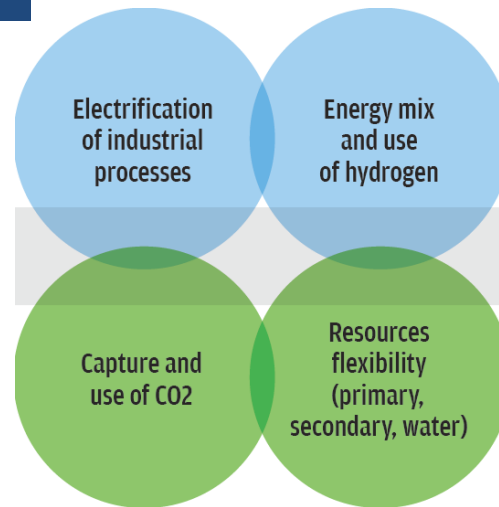 Electrification
of industrial
processes
Energy mix
and use
of hydrogen
Capture and
use of CO2
Resources
flexibility
(primary,
secondary, water)